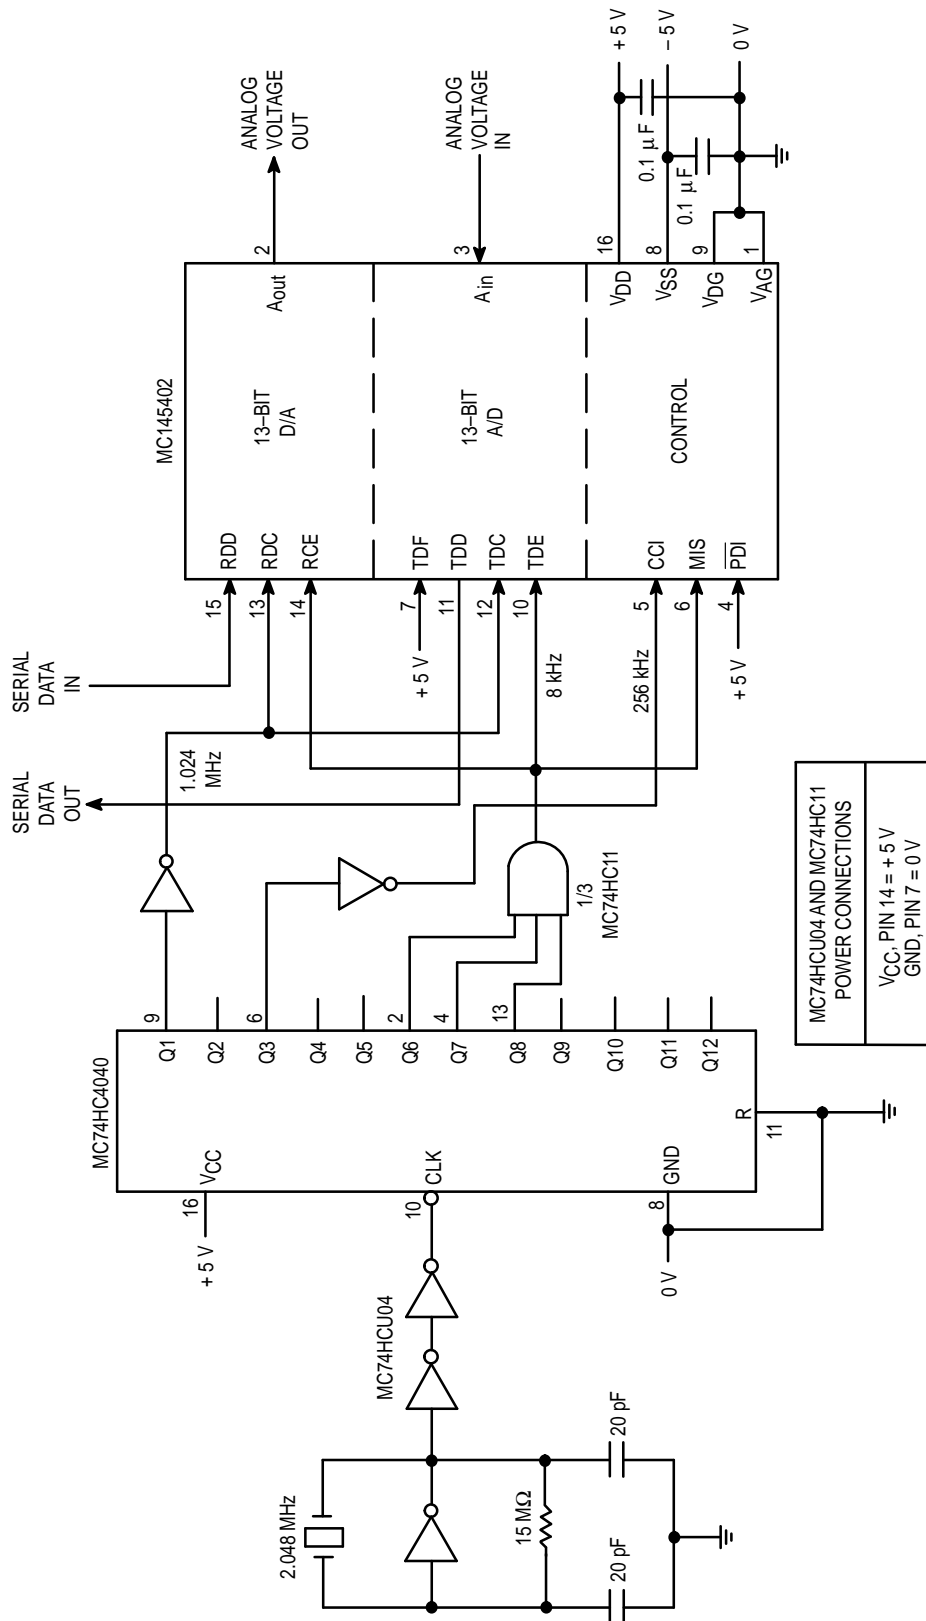 2.048 MHz
15 MΩ
20 pF
20 pF
MC74HCU04
MC74HC4040
+ 5 V
16
VCC
10
CLK
0 V
8
GND
11
R
Q1
9
Q2
Q3
6
Q4
Q5
Q6
2
Q7
4
Q8
13
Q9
Q10
Q11
Q12
1/3
MC74HC11
SERIAL
DATA
OUT
SERIAL
DATA
IN
1.024
MHz
8 kHz
256 kHz
MC145402
15
RDD
13
RDC
14
RCE
13–BIT
D/A
Aout
2
ANALOG
VOLTAGE
OUT
+ 5 V
7
TDF
11
TDD
12
TDC
10
TDE
13–BIT
A/D
Ain
3
ANALOG
VOLTAGE
IN
5
CCI
6
MIS
+ 5 V
4
PDI
CONTROL
VDD
16
VSS
8
VDG
9
VAG
1
0.1 µF
0.1 µF
+ 5 V
– 5 V
0 V
MC74HCU04 AND MC74HC11
POWER CONNECTIONS
VCC, PIN 14 = + 5 V
GND, PIN 7 = 0 V